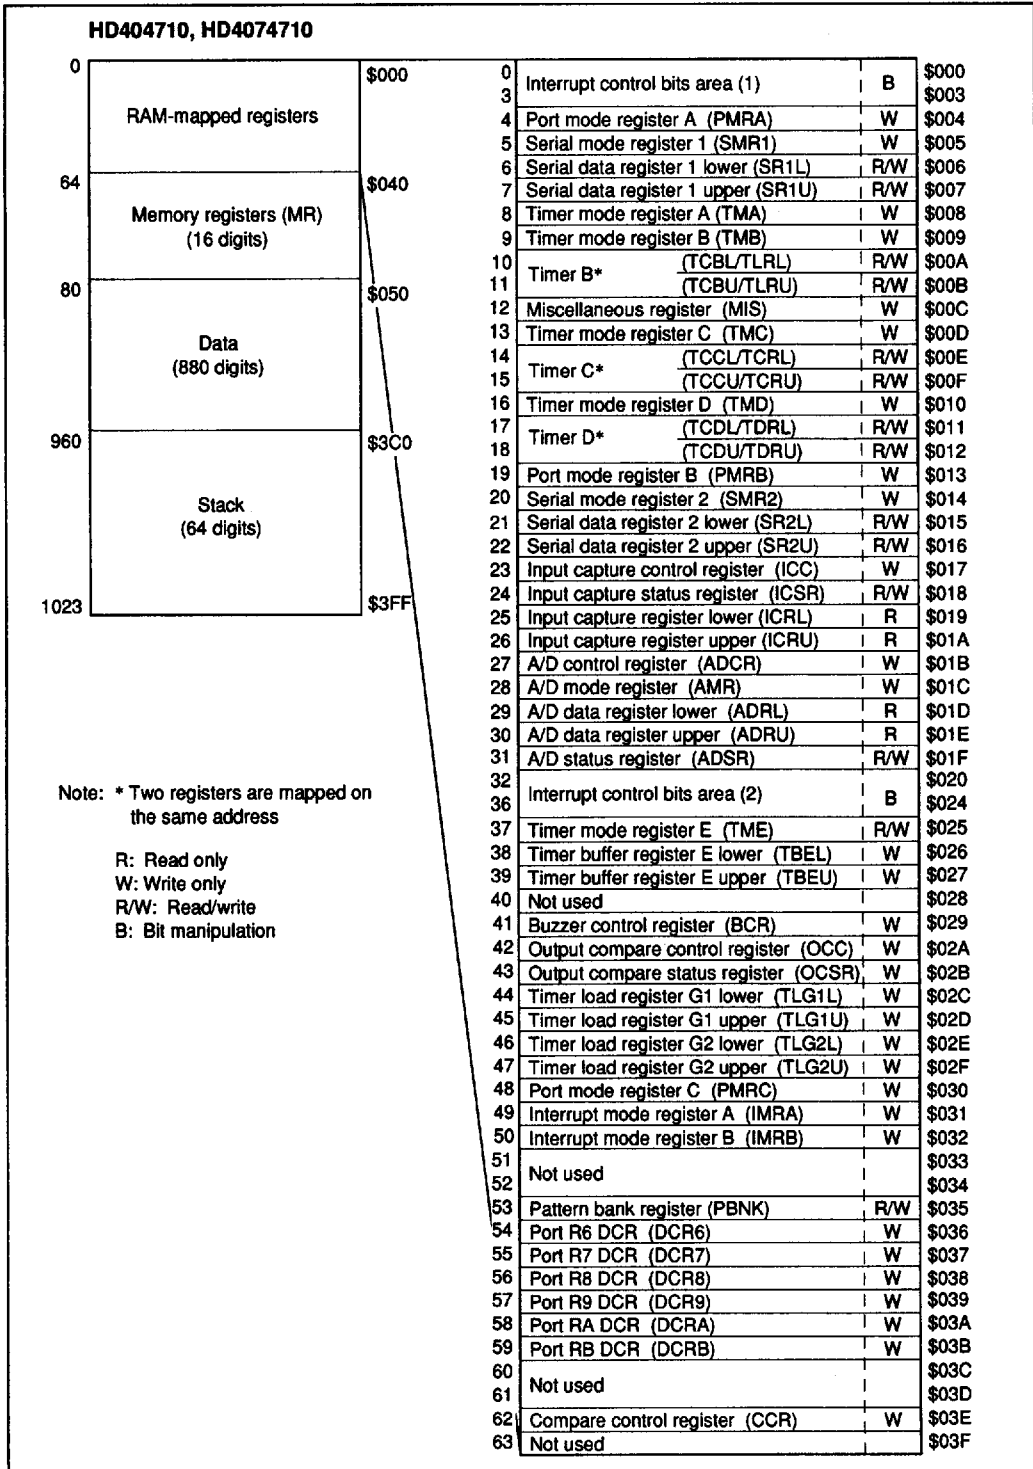 HD404710, HD4074710
0
$000
RAM-mapped registers
64
$040
Memory registers (MR)
(16 digits)
80
$050
Data
(880 digits)
960
$3C0
Stack
(64 digits)
1023
$3FF
Note: * Two registers are mapped on
the same address
R: Read only
W: Write only
R/W: Read/write
B: Bit manipulation
0 $000
Interrupt control bits area (1) B
3 $003
4 Port mode register A (PMRA) W $004
5 Serial mode register 1 (SMR1) W $005
6 Serial data register 1 lower (SR1L) R/W $006
7 Serial data register 1 upper (SR1U) R/W $007
8 Timer mode register A (TMA) W $008
9 Timer mode register B (TMB) W $009
10 (TCBL/TLRL) R/W $00A
Timer B*
11 (TCBU/TLRU) R/W $00B
12 Miscellaneous register (MIS) W $00C
13 Timer mode register C (TMC) W $00D
14 (TCCL/TCRL) R/W $00E
Timer C*
15 (TCCU/TCRU) R/W $00F
16 Timer mode register D (TMD) W $010
17 (TCDL/TDRL) R/W $011
Timer D*
18 (TCDU/TDRU) R/W $012
19 Port mode register B (PMRB) W $013
20 Serial mode register 2 (SMR2) W $014
21 Serial data register 2 lower (SR2L) R/W $015
22 Serial data register 2 upper (SR2U) R/W $016
23 Input capture control register (ICC) W $017
24 Input capture status register (ICSR) R/W $018
25 Input capture register lower (ICRL) R $019
26 Input capture register upper (ICRU) R $01A
27 A/D control register (ADCR) W $01B
28 A/D mode register (AMR) W $01C
29 A/D data register lower (ADRL) R $01D
30 A/D data register upper (ADRU) R $01E
31 A/D status register (ADSR) R/W $01F
32 $020
Interrupt control bits area (2) B
36 $024
37 Timer mode register E (TME) R/W $025
38 Timer buffer register E lower (TBEL) W $026
39 Timer buffer register E upper (TBEU) W $027
40 Not used $028
41 Buzzer control register (BCR) W $029
42 Output compare control register (OCC) W $02A
43 Output compare status register (OCSR) W $02B
44 Timer load register G1 lower (TLG1L) W $02C
45 Timer load register G1 upper (TLG1U) W $02D
46 Timer load register G2 lower (TLG2L) W $02E
47 Timer load register G2 upper (TLG2U) W $02F
48 Port mode register C (PMRC) W $030
49 Interrupt mode register A (IMRA) W $031
50 Interrupt mode register B (IMRB) W $032
51 $033
Not used
52 $034
53 Pattern bank register (PBNK) R/W $035
54 Port R6 DCR (DCR6) W $036
55 Port R7 DCR (DCR7) W $037
56 Port R8 DCR (DCR8) W $038
57 Port R9 DCR (DCR9) W $039
58 Port RA DCR (DCRA) W $03A
59 Port RB DCR (DCRB) W $03B
60 $03C
Not used
61 $03D
62 Compare control register (CCR) W $03E
63 Not used $03F